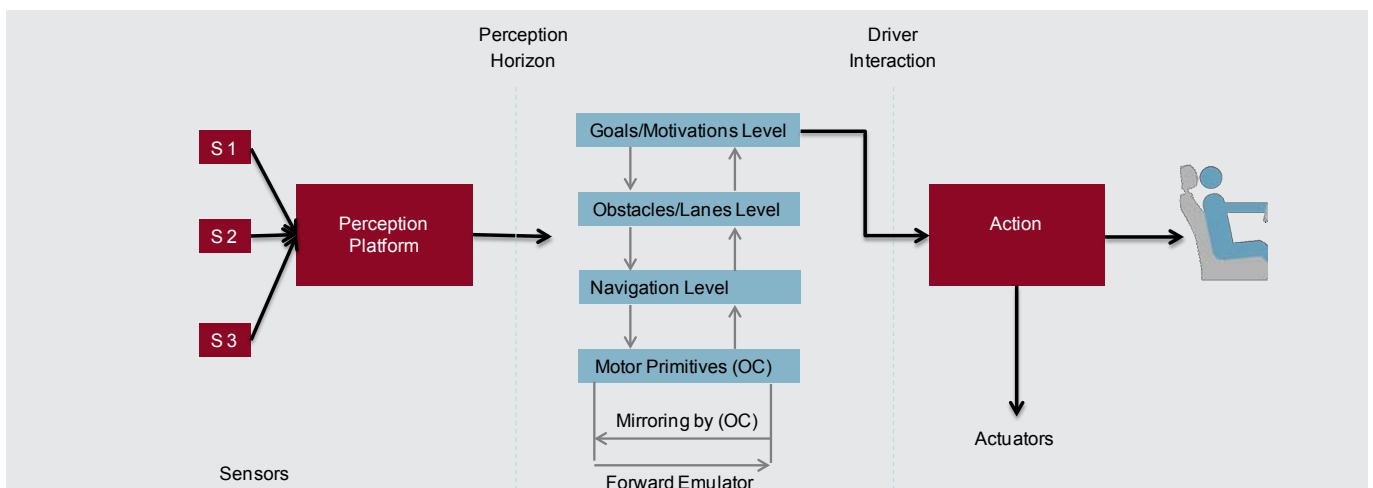 Perception
Horizon
Driver
Interaction
S 1
S 2
S 3
Perception
Platform
Goals/Motivations Level
Obstacles/Lanes Level
Navigation Level
Motor Primitives (OC)
Mirroring by (OC)
Forward Emulator
Action
Actuators
Sensors